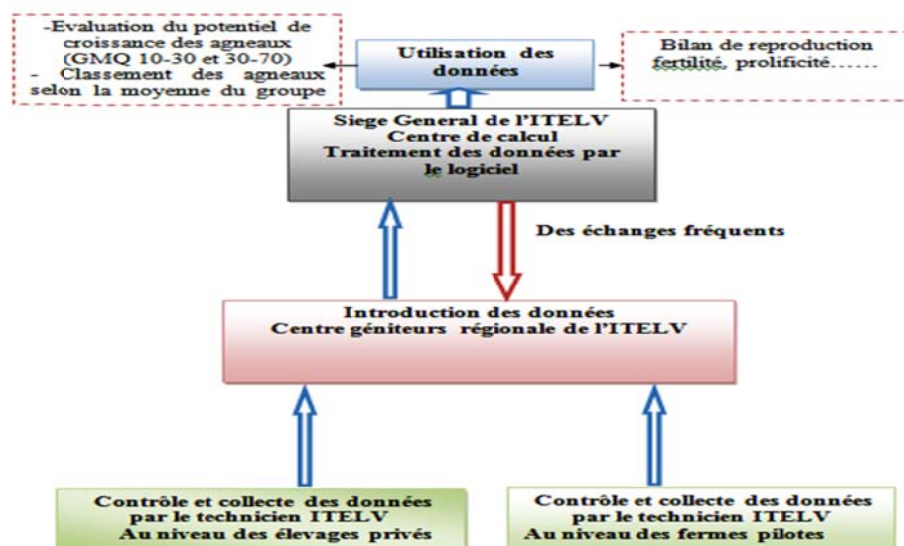 -Evaluation du potentiel de
croissance des agneaux
(GMQ 10-30 et 30-70)
- Classement des agneaux
selon la moyenne du groupe
Utilisation des
données
Bilan de reproduction
fertilité, prolificité……
Siege General de l’ITELV
Centre de calcul
Traitement des données par
le logiciel
Des échanges fréquents
Introduction des données
Centre géniteurs régionale de l’ITELV
Contrôle et collecte des données
par le technicien ITELV
Au niveau des élevages privés
Contrôle et collecte des données
par le technicien ITELV
Au niveau des fermes pilotes